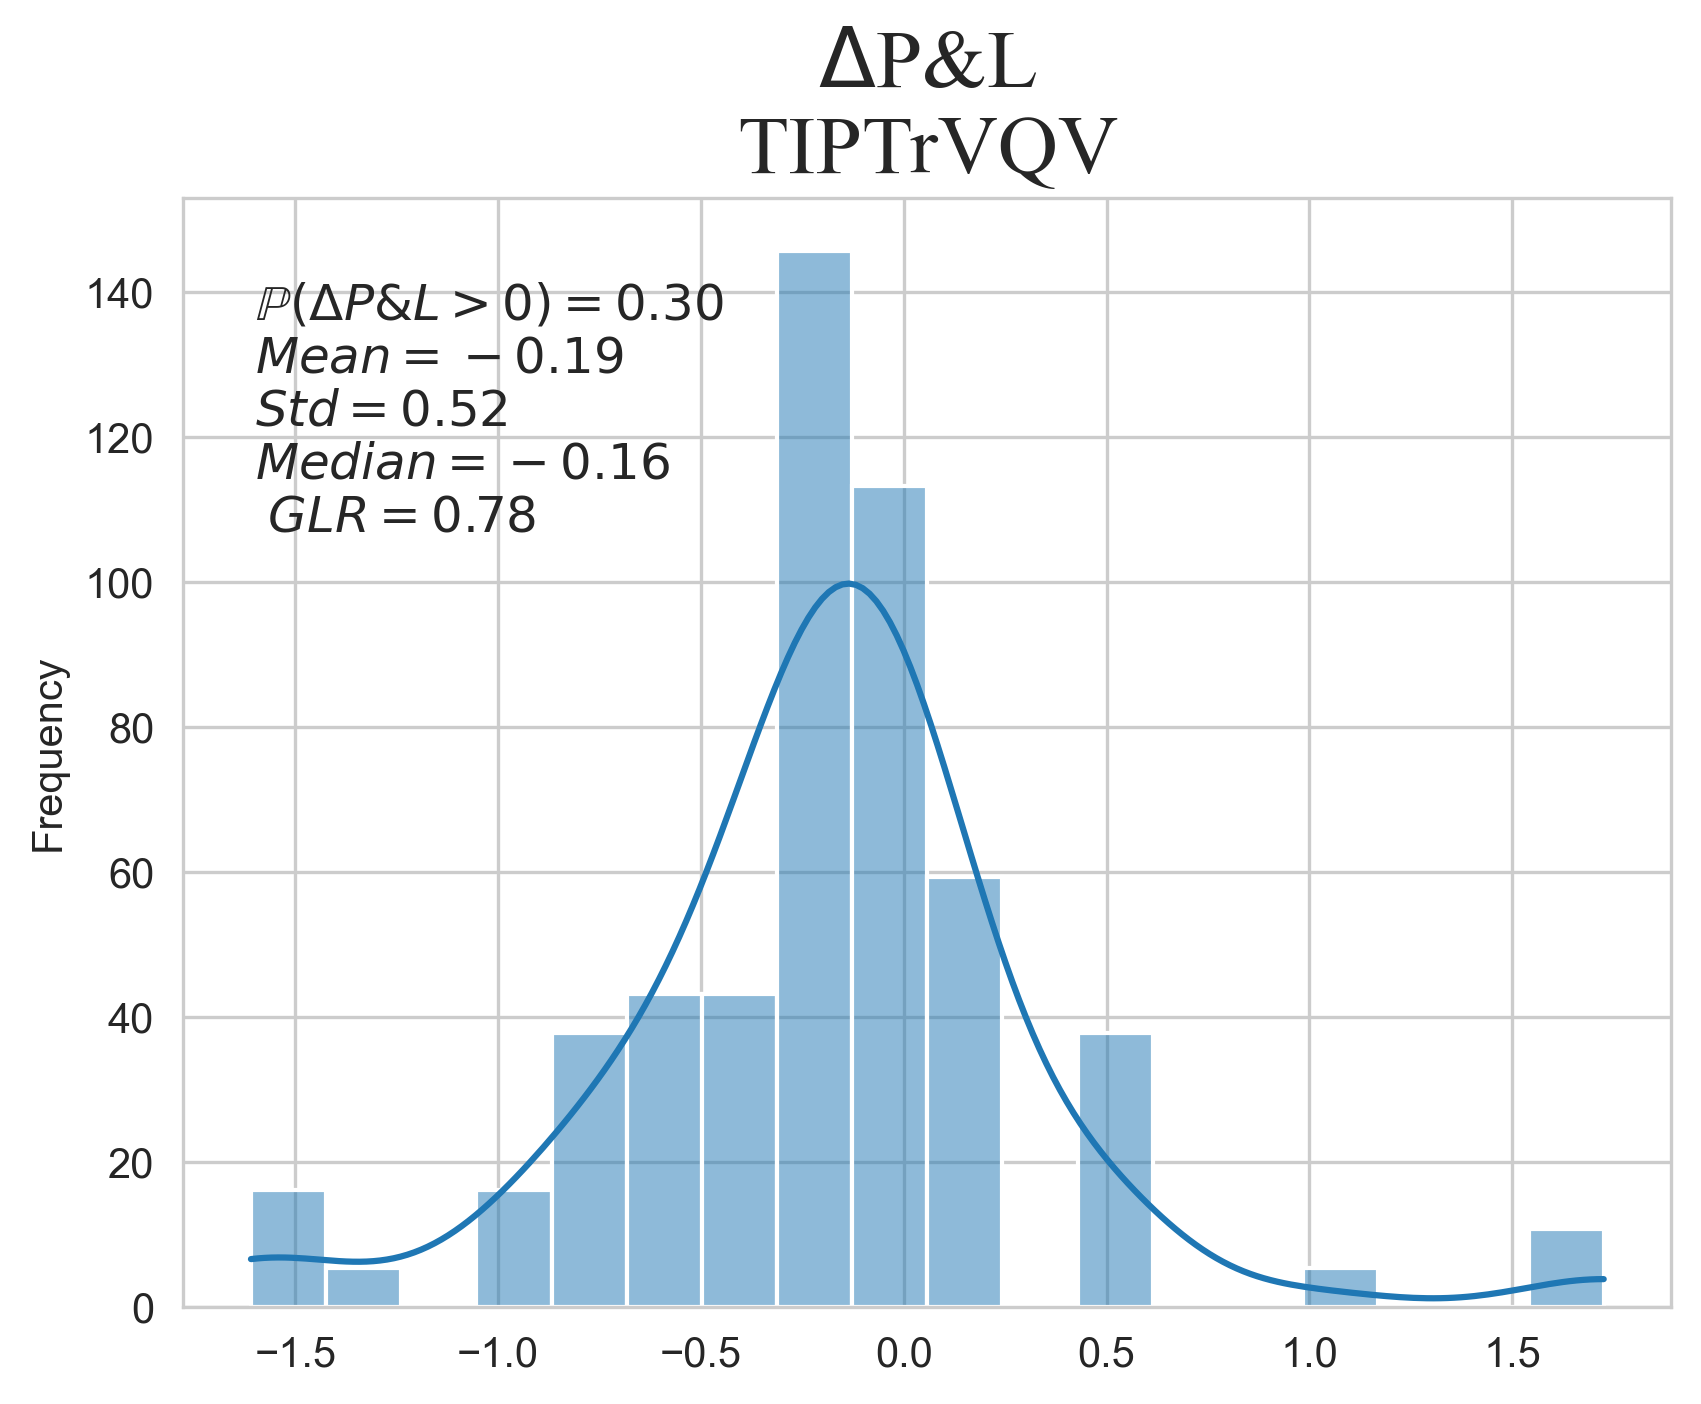 ΔP&L
TIPTrVQV
ℙ(ΔP&L > 0) = 0.30
Mean = −0.19
Std = 0.52
Median = −0.16
GLR = 0.78
Frequency
140
120
100
80
60
40
20
0
−1.5 −1.0 −0.5 0.0 0.5 1.0 1.5